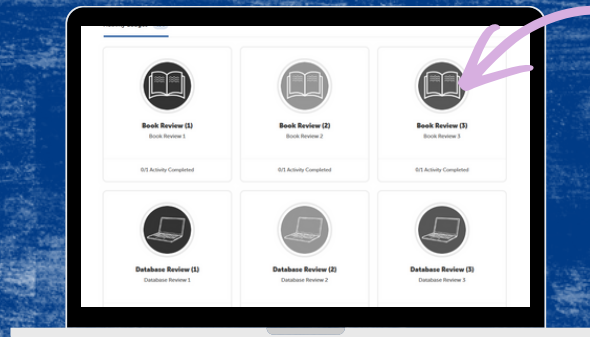 Book Review (1)
Book Review 1
0/1 Activity Completed
Book Review (2)
Book Review 2
0/1 Activity Completed
Book Review (3)
Book Review 3
0/1 Activity Completed
Database Review (1)
Database Review 1
Database Review (2)
Database Review 2
Database Review (3)
Database Review 3